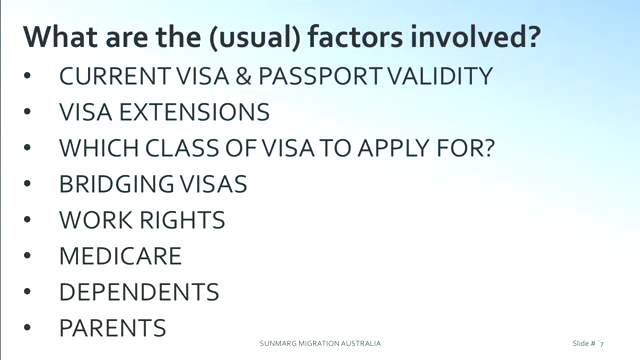 What are the (usual) factors involved?
• CURRENT VISA & PASSPORT VALIDITY
• VISA EXTENSIONS
• WHICH CLASS OF VISA TO APPLY FOR?
• BRIDGING VISAS
• WORK RIGHTS
• MEDICARE
• DEPENDENTS
• PARENTS
SUNMARG MIGRATION AUSTRALIA
Slide # `7